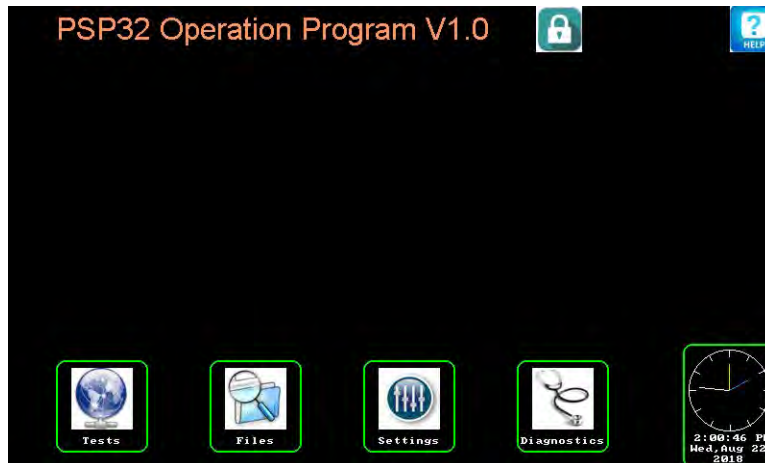 PSP32 Operation Program V1.0
HELP
Tests
Files
Settings
Diagnostics
2:00:46 P
Wed,Aug 22
2018